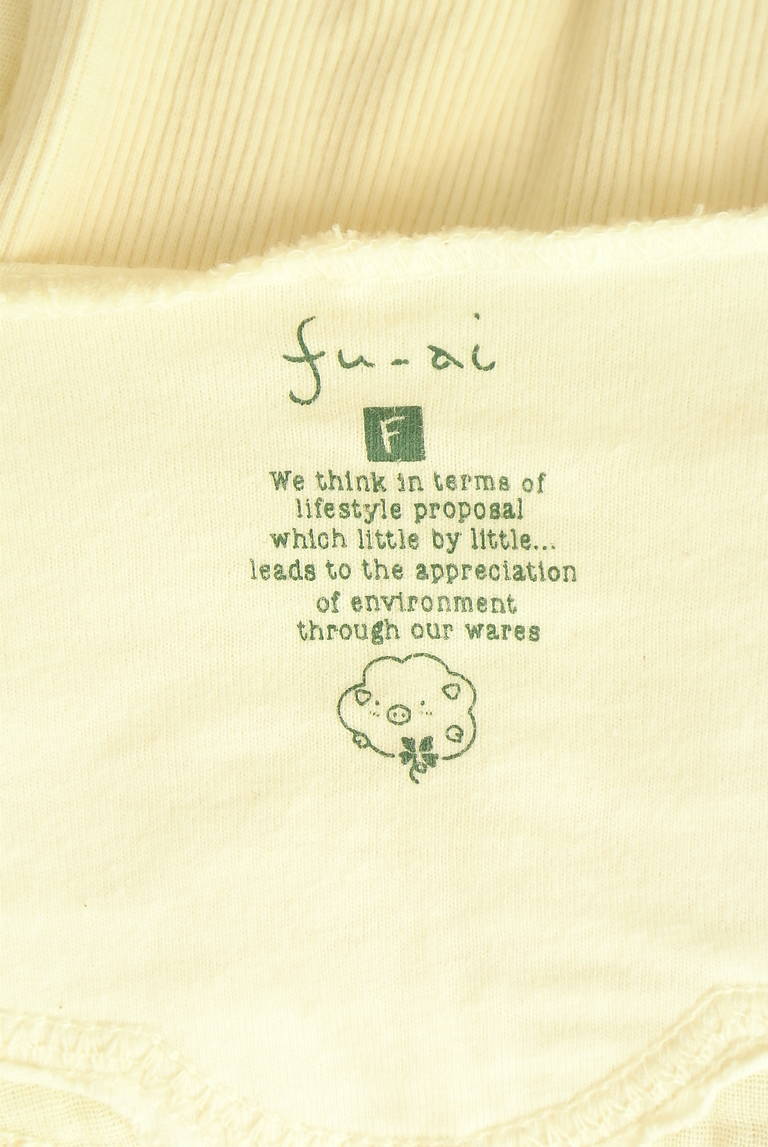 fu-ai
F
We think in terms of
lifestyle proposal
which little by little...
leads to the appreciation
of environment
through our wares